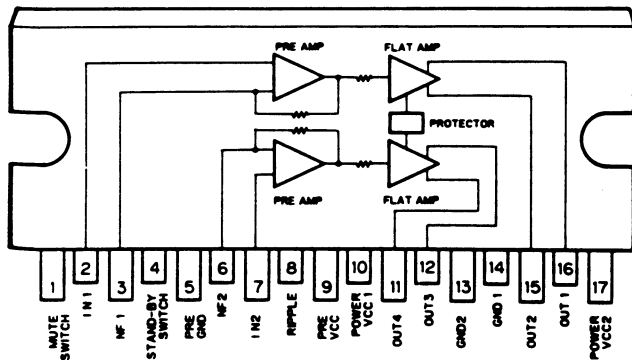 PRE AMP
FLAT AMP
PROTECTOR
PRE AMP
FLAT AMP
1
2
3
4
5
6
7
8
9
10
11
12
13
14
15
16
17
MUTE
SWITCH
IN 1
NF 1
STAND-BY
SWITCH
PRE
GND
NF2
IN2
RIPPLE
PRE
VCC
POWER
VCC 1
OUT4
OUT3
GND2
GND 1
OUT2
OUT 1
POWER
VCC2